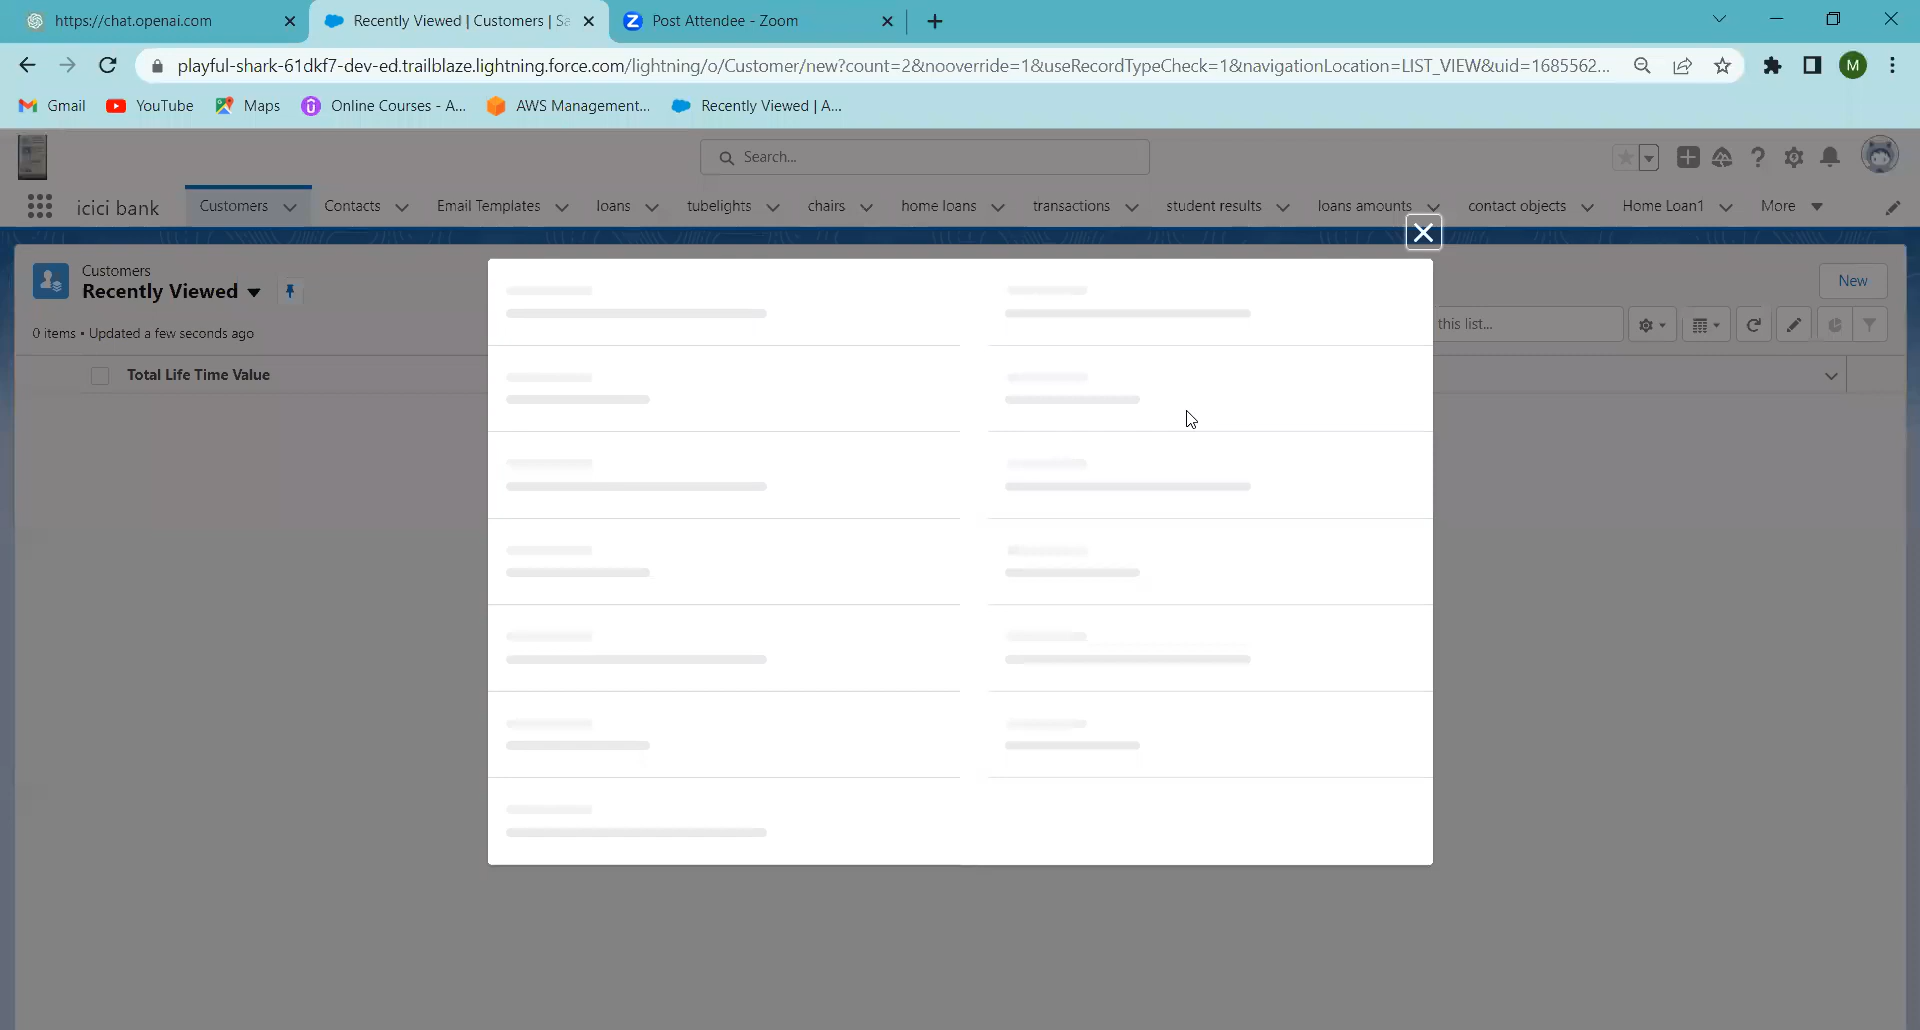 https://chat.openai.com
Recently Viewed | Customers | Sa
Post Attendee - Zoom
playful-shark-61dkf7-dev-ed.trailblaze.lightning.force.com/lightning/o/Customer/new?count=2&nooverride=1&useRecordTypeCheck=1&navigationLocation=LIST_VIEW&uid=1685562...
M
Gmail
YouTube
Maps
Online Courses - A...
AWS Management...
Recently Viewed | A...
Search...
icici bank
Customers
Contacts
Email Templates
loans
tubelights
chairs
home loans
transactions
student results
loans amounts
contact objects
Home Loan1
More
Customers
Recently Viewed
New
0 items • Updated a few seconds ago
this list...
Total Life Time Value